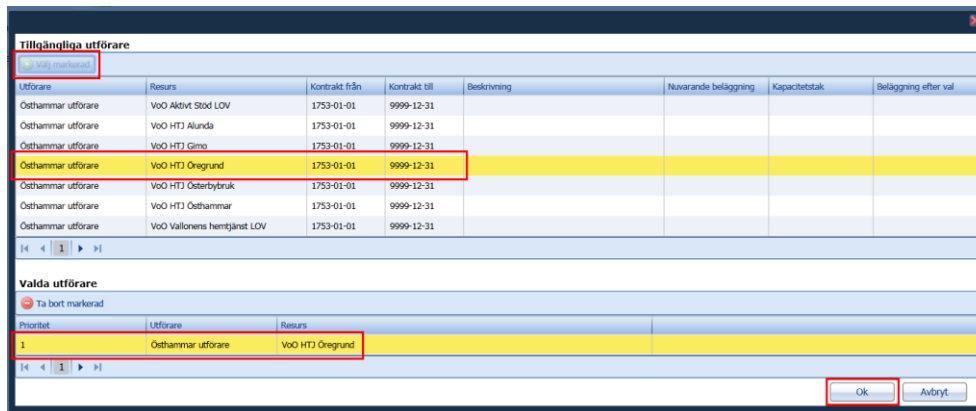 Tillgängliga utförare
Välj markerad
Utförare Resurs Kontrakt från Kontrakt till Beskrivning Nuvarande beläggning Kapacitetstak Beläggning efter val
Östhammar utförare VoO Aktivt Stöd LOV 1753-01-01 9999-12-31
Östhammar utförare VoO HTJ Alunda 1753-01-01 9999-12-31
Östhammar utförare VoO HTJ Gimo 1753-01-01 9999-12-31
Östhammar utförare VoO HTJ Öregrund 1753-01-01 9999-12-31
Östhammar utförare VoO HTJ Österbybruk 1753-01-01 9999-12-31
Östhammar utförare VoO HTJ Östhammar 1753-01-01 9999-12-31
Östhammar utförare VoO Vallonens hemtjänst LOV 1753-01-01 9999-12-31
1
Valda utförare
Ta bort markerad
Prioritet Utförare Resurs
1 Östhammar utförare VoO HTJ Öregrund
1
Ok Avbryt